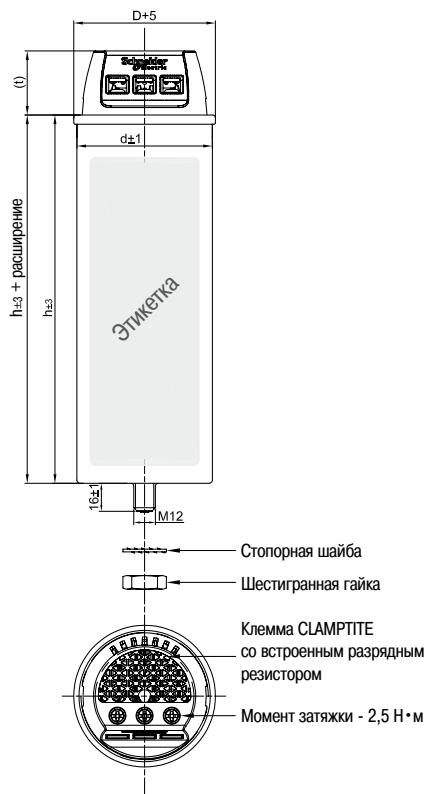 D+5
(t)
Schneider
Electric
d±1
h±3 + расширение
h±3
Этикетка
16±1
M12
Стопорная шайба
Шестигранная гайка
Клемма CLAMPTITE
со встроенным разрядным
резистором
Момент затяжки - 2,5 Н•м